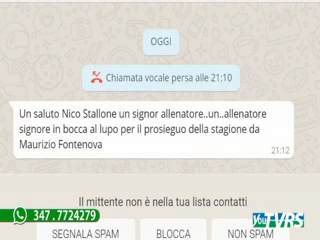 OGGI
Chiamata vocale persa alle 21:10
Un saluto Nico Stallone un signor allenatore..un..allenatore
signore in bocca al lupo per il prosieguo della stagione da
Maurizio Fontenova
21:12
Il mittente non è nella tua lista contatti
347.7724279
SEGNALA SPAM
BLOCCA
NON SPAM
You TVRS